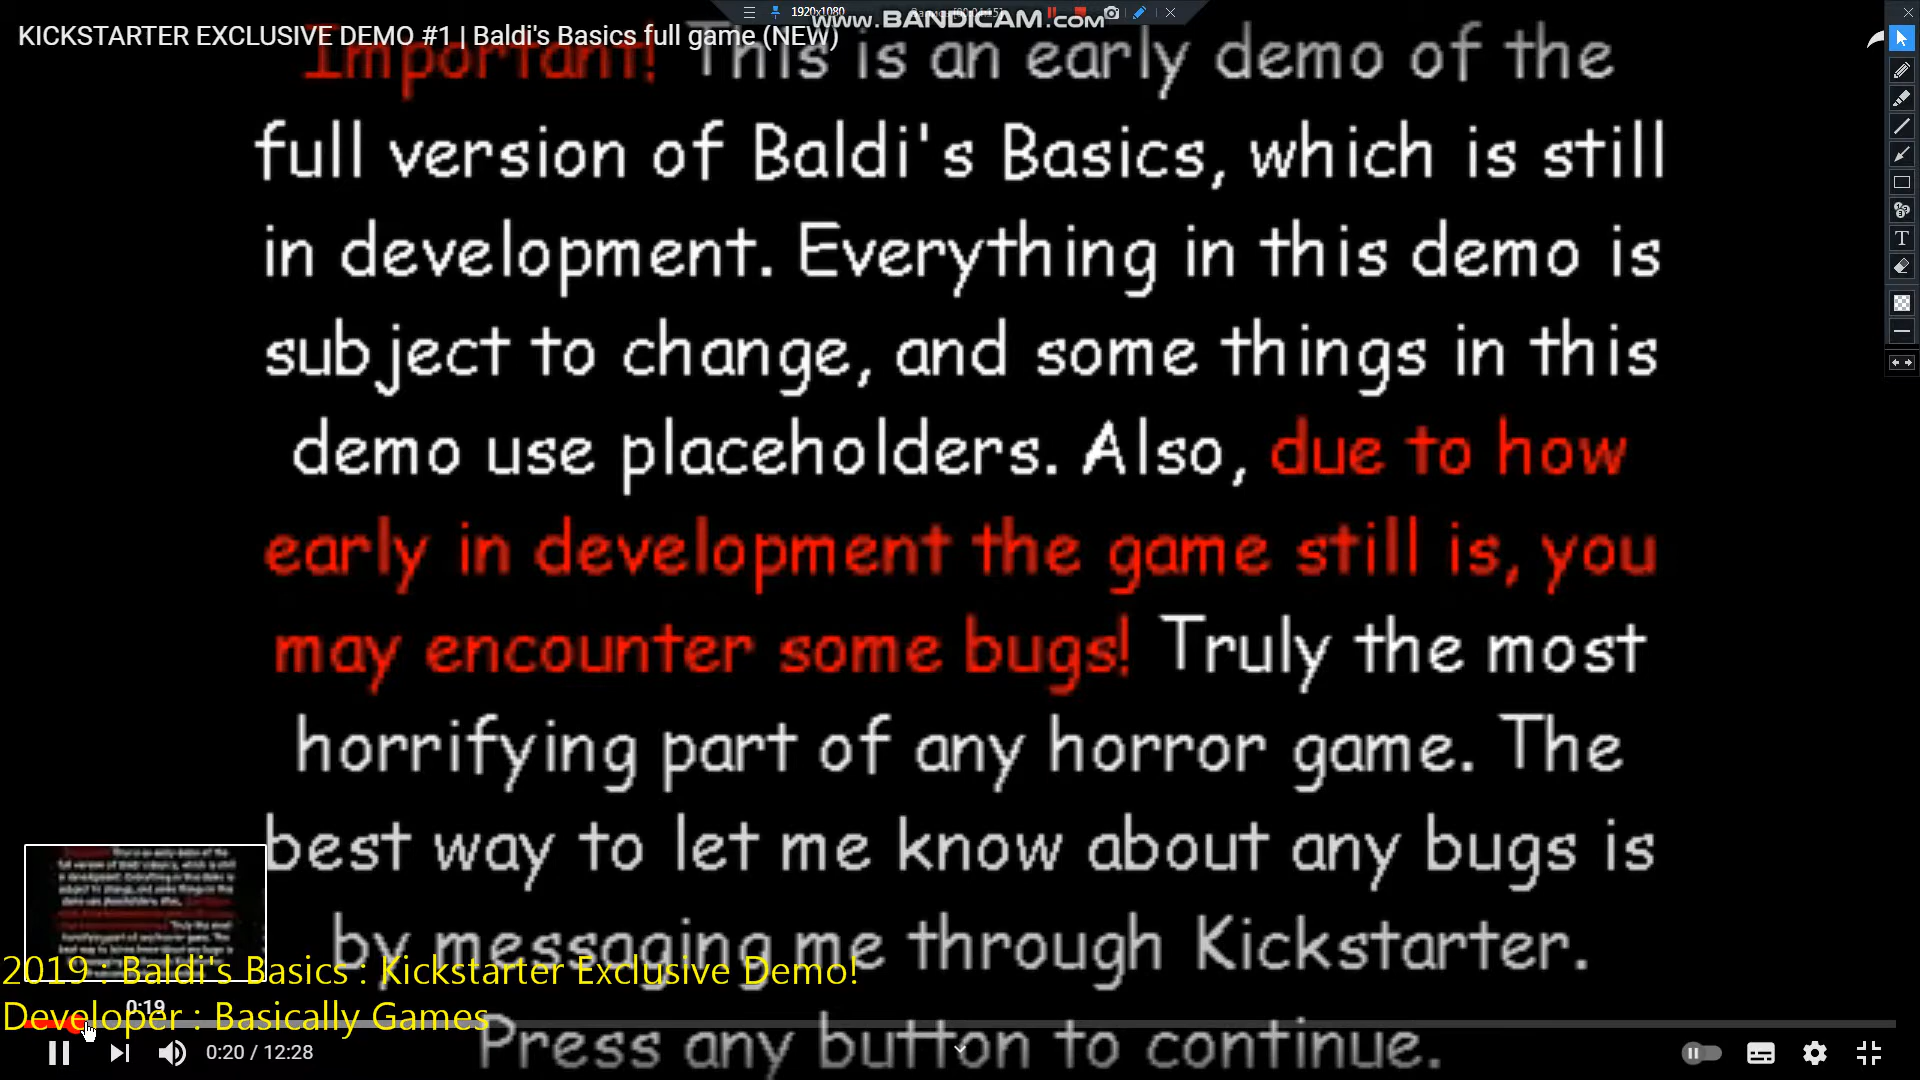 1920x1080
www.BANDICAM.com
KICKSTARTER EXCLUSIVE DEMO #1 | Baldi's Basics full game (NEW)
Important! This is an early demo of the
full version of Baldi's Basics, which is still
in development. Everything in this demo is
subject to change, and some things in this
demo use placeholders. Also, due to how
early in development the game still is, you
may encounter some bugs! Truly the most
horrifying part of any horror game. The
best way to let me know about any bugs is
by messaging me through Kickstarter.
2019 : Baldi's Basics : Kickstarter Exclusive Demo!
0:19
Developer : Basically Games
Press any button to continue.
0:20 / 12:28